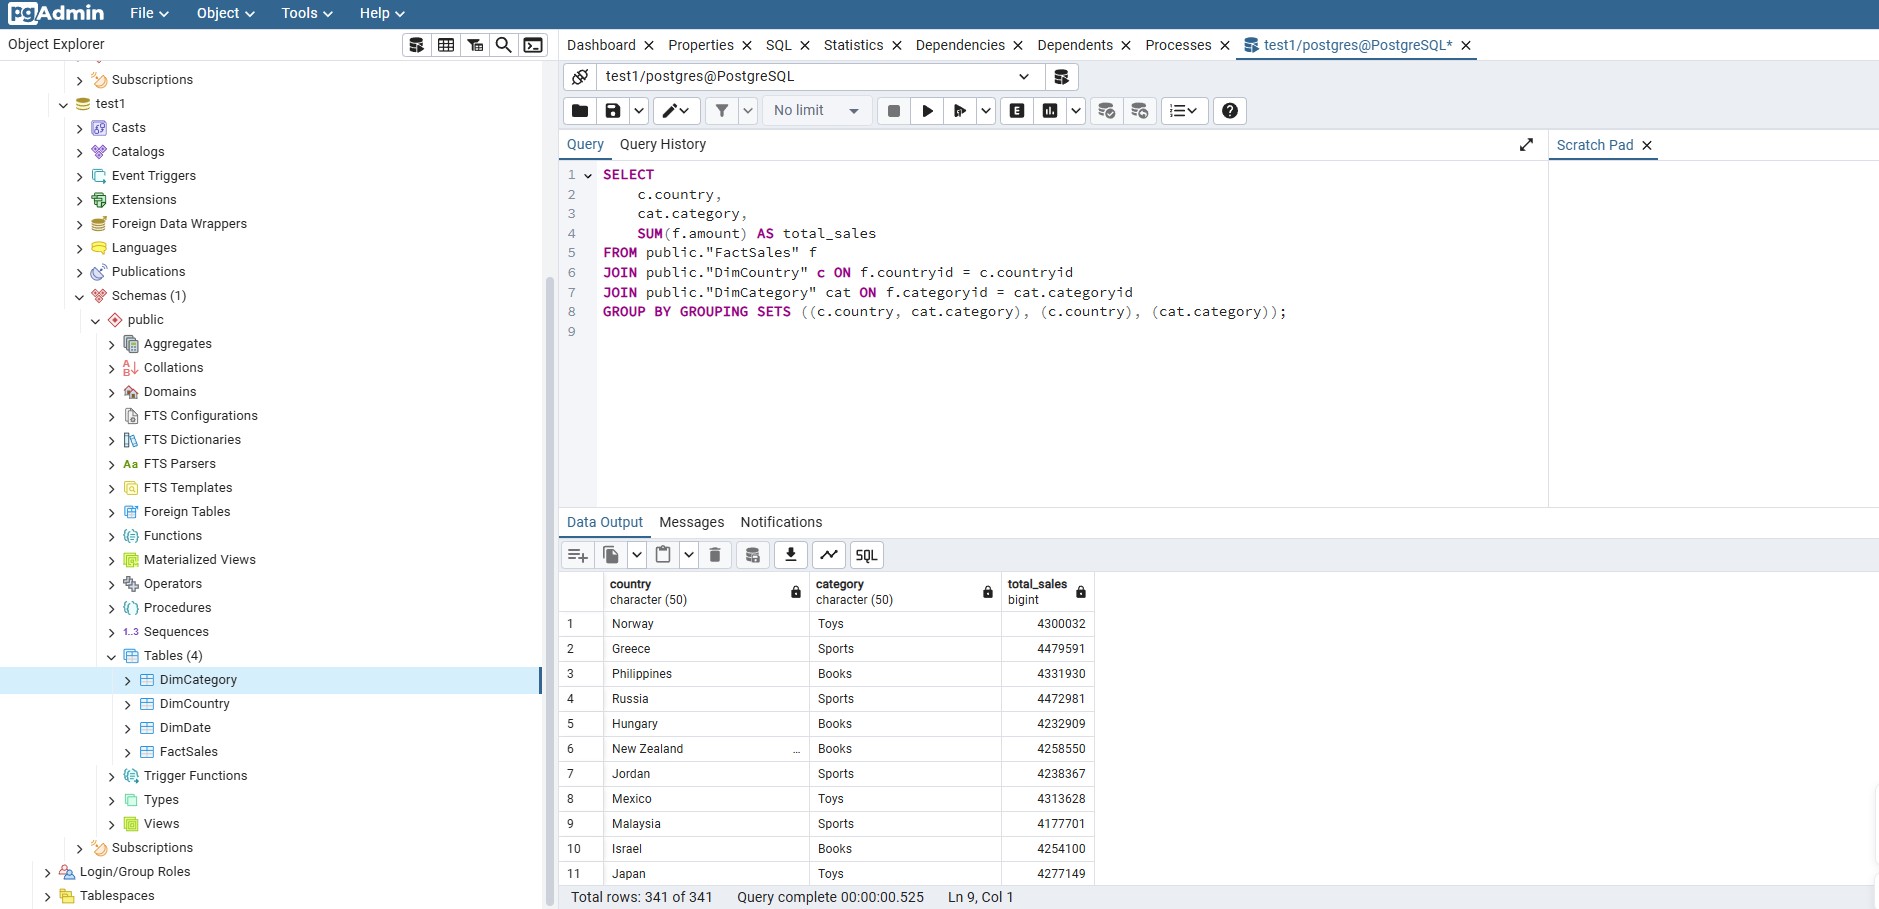 pgAdmin File Object Tools Help
Object Explorer
Subscriptions
test1
Casts
Catalogs
Event Triggers
Extensions
Foreign Data Wrappers
Languages
Publications
Schemas (1)
public
Aggregates
Collations
Domains
FTS Configurations
FTS Dictionaries
Aa FTS Parsers
FTS Templates
Foreign Tables
Functions
Materialized Views
Operators
Procedures
1..3 Sequences
Tables (4)
DimCategory
DimCountry
DimDate
FactSales
Trigger Functions
Types
Views
Subscriptions
Login/Group Roles
Tablespaces
Dashboard Properties SQL Statistics Dependencies Dependents Processes test1/postgres@PostgreSQL*
test1/postgres@PostgreSQL
No limit E
Query Query History
Scratch Pad
1 SELECT
2 c.country,
3 cat.category,
4 SUM(f.amount) AS total_sales
5 FROM public."FactSales" f
6 JOIN public."DimCountry" c ON f.countryid = c.countryid
7 JOIN public."DimCategory" cat ON f.categoryid = cat.categoryid
8 GROUP BY GROUPING SETS ((c.country, cat.category), (c.country), (cat.category));
9
Data Output Messages Notifications
SQL
country category total_sales
character (50) character (50) bigint
1 Norway Toys 4300032
2 Greece Sports 4479591
3 Philippines Books 4331930
4 Russia Sports 4472981
5 Hungary Books 4232909
6 New Zealand ... Books 4258550
7 Jordan Sports 4238367
8 Mexico Toys 4313628
9 Malaysia Sports 4177701
10 Israel Books 4254100
11 Japan Toys 4277149
Total rows: 341 of 341 Query complete 00:00:00.525 Ln 9, Col 1